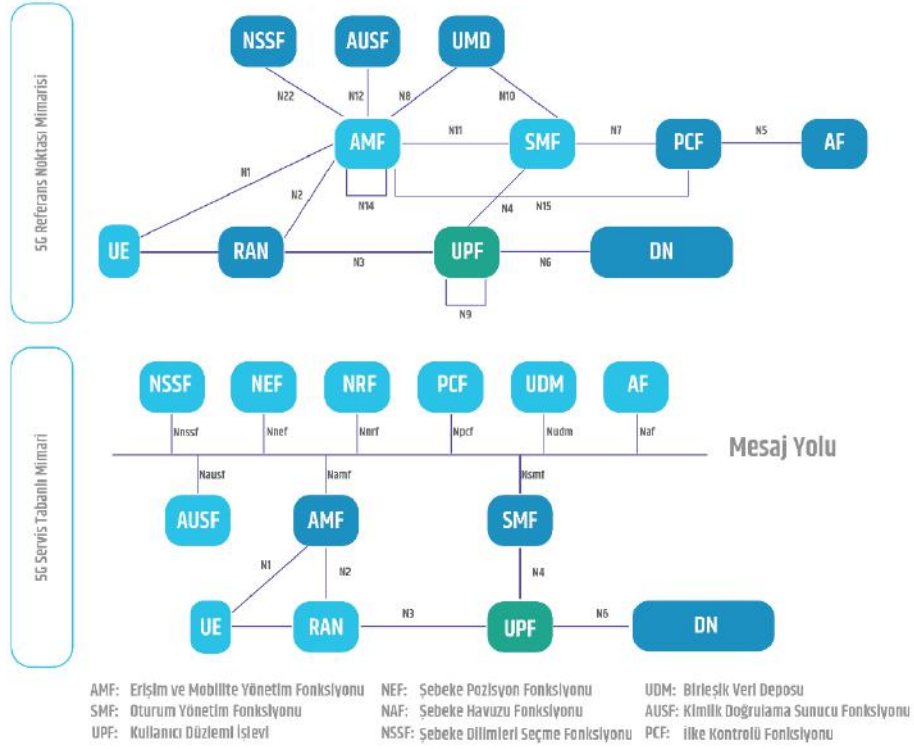 5G Referans Noktası Mimarisi
NSSF AUSF UMD
N22 N12 N8 N10
AMF N11 SMF N7 PCF N5 AF
N1 N2 N14 N4 N15
UE RAN N3 UPF N6 DN
N9
5G Servis Tabanlı Mimari
NSSF NEF NRF PCF UDM AF
Nnssf Nnef Nnrf Npcf Nudm Naf
Mesaj Yolu
Nausf Namf Nsmf
AUSF AMF SMF
N1 N2 N4
UE RAN N3 UPF N6 DN
AMF: Erişim ve Mobilite Yönetim Fonksiyonu
SMF: Oturum Yönetim Fonksiyonu
UPF: Kullanıcı Düzlemi İşlevi
NEF: Şebeke Pozisyon Fonksiyonu
NAF: Şebeke Havuzu Fonksiyonu
NSSF: Şebeke Dilimleri Seçme Fonksiyonu
UDM: Birleşik Veri Deposu
AUSF: Kimlik Doğrulama Sunucu Fonksiyonu
PCF: İlke Kontrolü Fonksiyonu